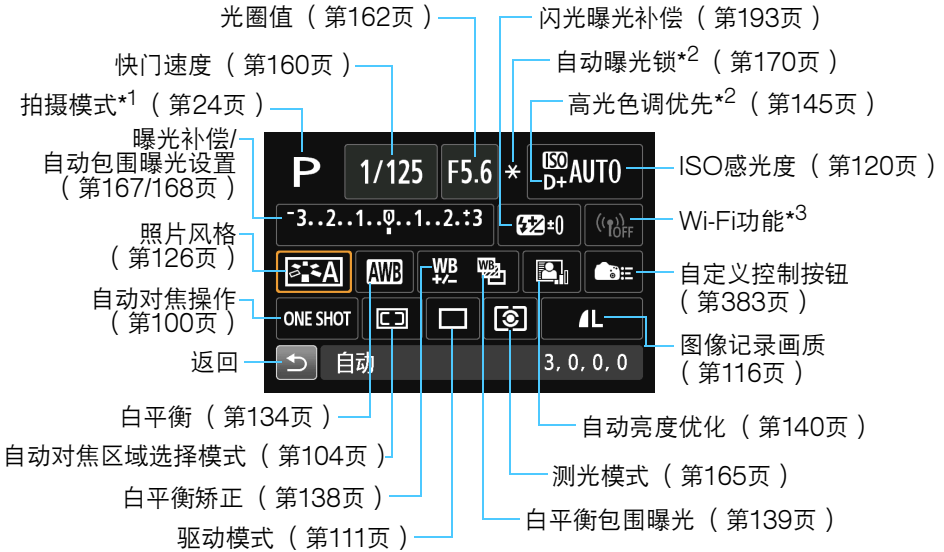 光圈值（第162页）
闪光曝光补偿（第193页）
快门速度（第160页）
自动曝光锁*2（第170页）
拍摄模式*1（第24页）
高光色调优先*2（第145页）
曝光补偿/
自动包围曝光设置
（第167/168页）
P 1/125 F5.6 * ISO D+ AUTO
ISO感光度（第120页）
-3..2..1..0..1..2.+3 ±0 OFF
Wi-Fi功能*3
照片风格
（第126页）
A AWB WB +/- WB
自定义控制按钮
（第383页）
自动对焦操作
（第100页）
ONE SHOT L
图像记录画质
（第116页）
返回
自动 3, 0, 0, 0
白平衡（第134页）
自动亮度优化（第140页）
自动对焦区域选择模式（第104页）
测光模式（第165页）
白平衡矫正（第138页）
白平衡包围曝光（第139页）
驱动模式（第111页）